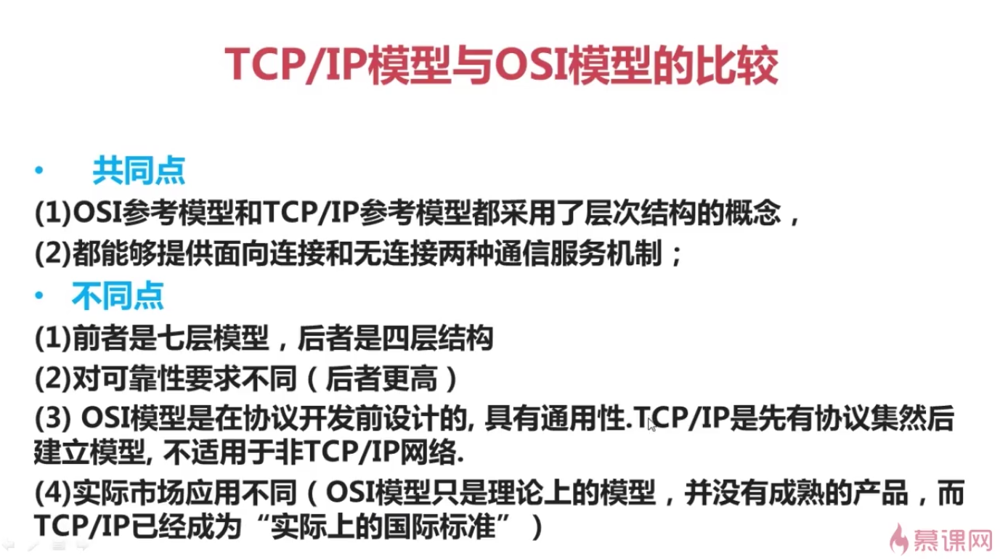 TCP/IP模型与OSI模型的比较
• 共同点
(1)OSI参考模型和TCP/IP参考模型都采用了层次结构的概念，
(2)都能够提供面向连接和无连接两种通信服务机制；
• 不同点
(1)前者是七层模型，后者是四层结构
(2)对可靠性要求不同（后者更高）
(3) OSI模型是在协议开发前设计的, 具有通用性.TCP/IP是先有协议集然后
建立模型, 不适用于非TCP/IP网络.
(4)实际市场应用不同（OSI模型只是理论上的模型，并没有成熟的产品，而
TCP/IP已经成为“实际上的国际标准”）
慕课网